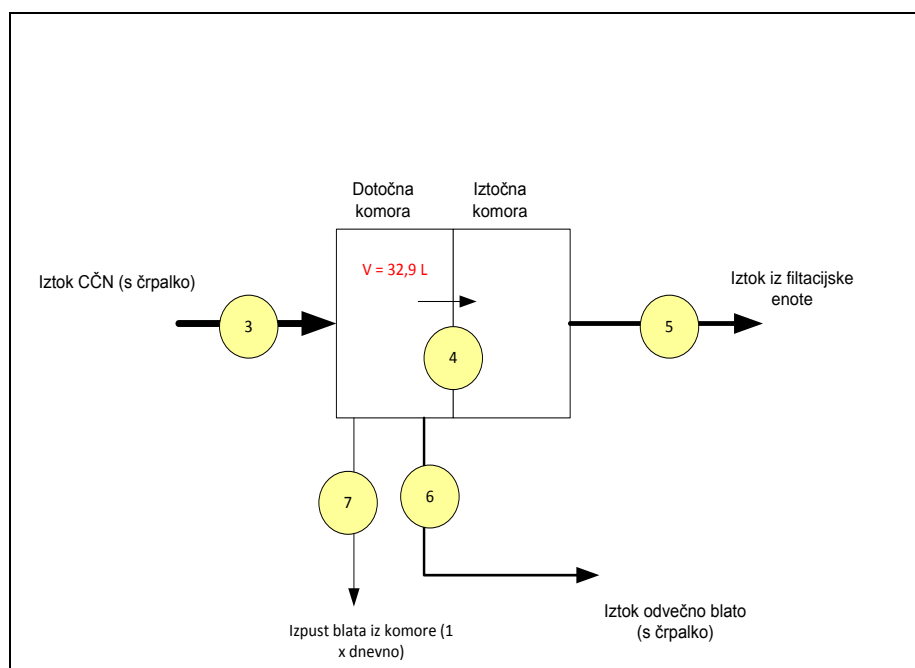 Dotočna
komora
Iztočna
komora
V = 32,9 L
Iztok CČN (s črpalko)
Iztok iz filtacijske
enote
3
5
4
7
6
Iztok odvečno blato
(s črpalko)
Izpust blata iz komore (1
x dnevno)